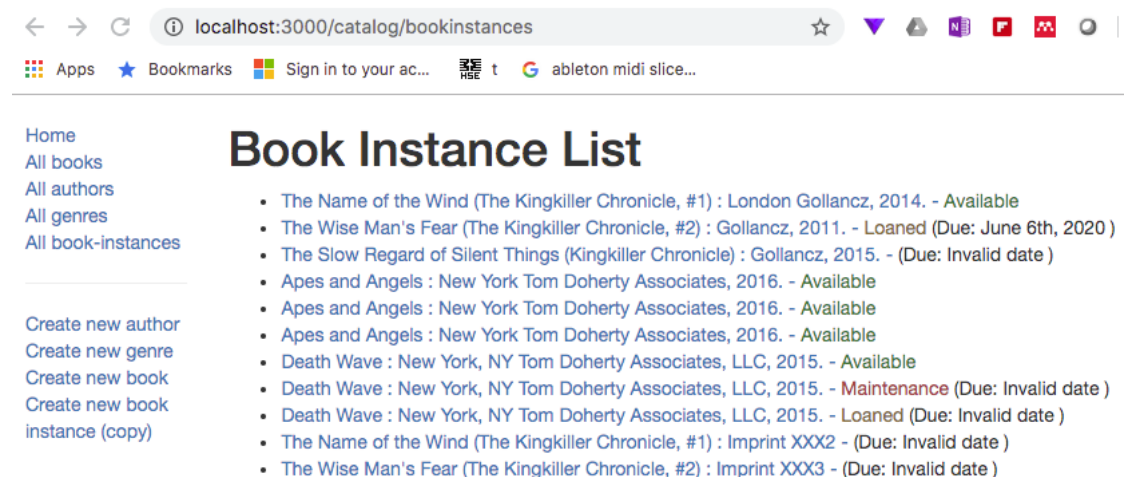 localhost:3000/catalog/bookinstances
Apps Bookmarks Sign in to your ac... HSE t ableton midi slice...
Home
All books
All authors
All genres
All book-instances
Create new author
Create new genre
Create new book
Create new book
instance (copy)
Book Instance List
The Name of the Wind (The Kingkiller Chronicle, #1) : London Gollancz, 2014. - Available
The Wise Man's Fear (The Kingkiller Chronicle, #2) : Gollancz, 2011. - Loaned (Due: June 6th, 2020 )
The Slow Regard of Silent Things (Kingkiller Chronicle) : Gollancz, 2015. - (Due: Invalid date )
Apes and Angels : New York Tom Doherty Associates, 2016. - Available
Apes and Angels : New York Tom Doherty Associates, 2016. - Available
Apes and Angels : New York Tom Doherty Associates, 2016. - Available
Death Wave : New York, NY Tom Doherty Associates, LLC, 2015. - Available
Death Wave : New York, NY Tom Doherty Associates, LLC, 2015. - Maintenance (Due: Invalid date )
Death Wave : New York, NY Tom Doherty Associates, LLC, 2015. - Loaned (Due: Invalid date )
The Name of the Wind (The Kingkiller Chronicle, #1) : Imprint XXX2 - (Due: Invalid date )
The Wise Man's Fear (The Kingkiller Chronicle, #2) : Imprint XXX3 - (Due: Invalid date )